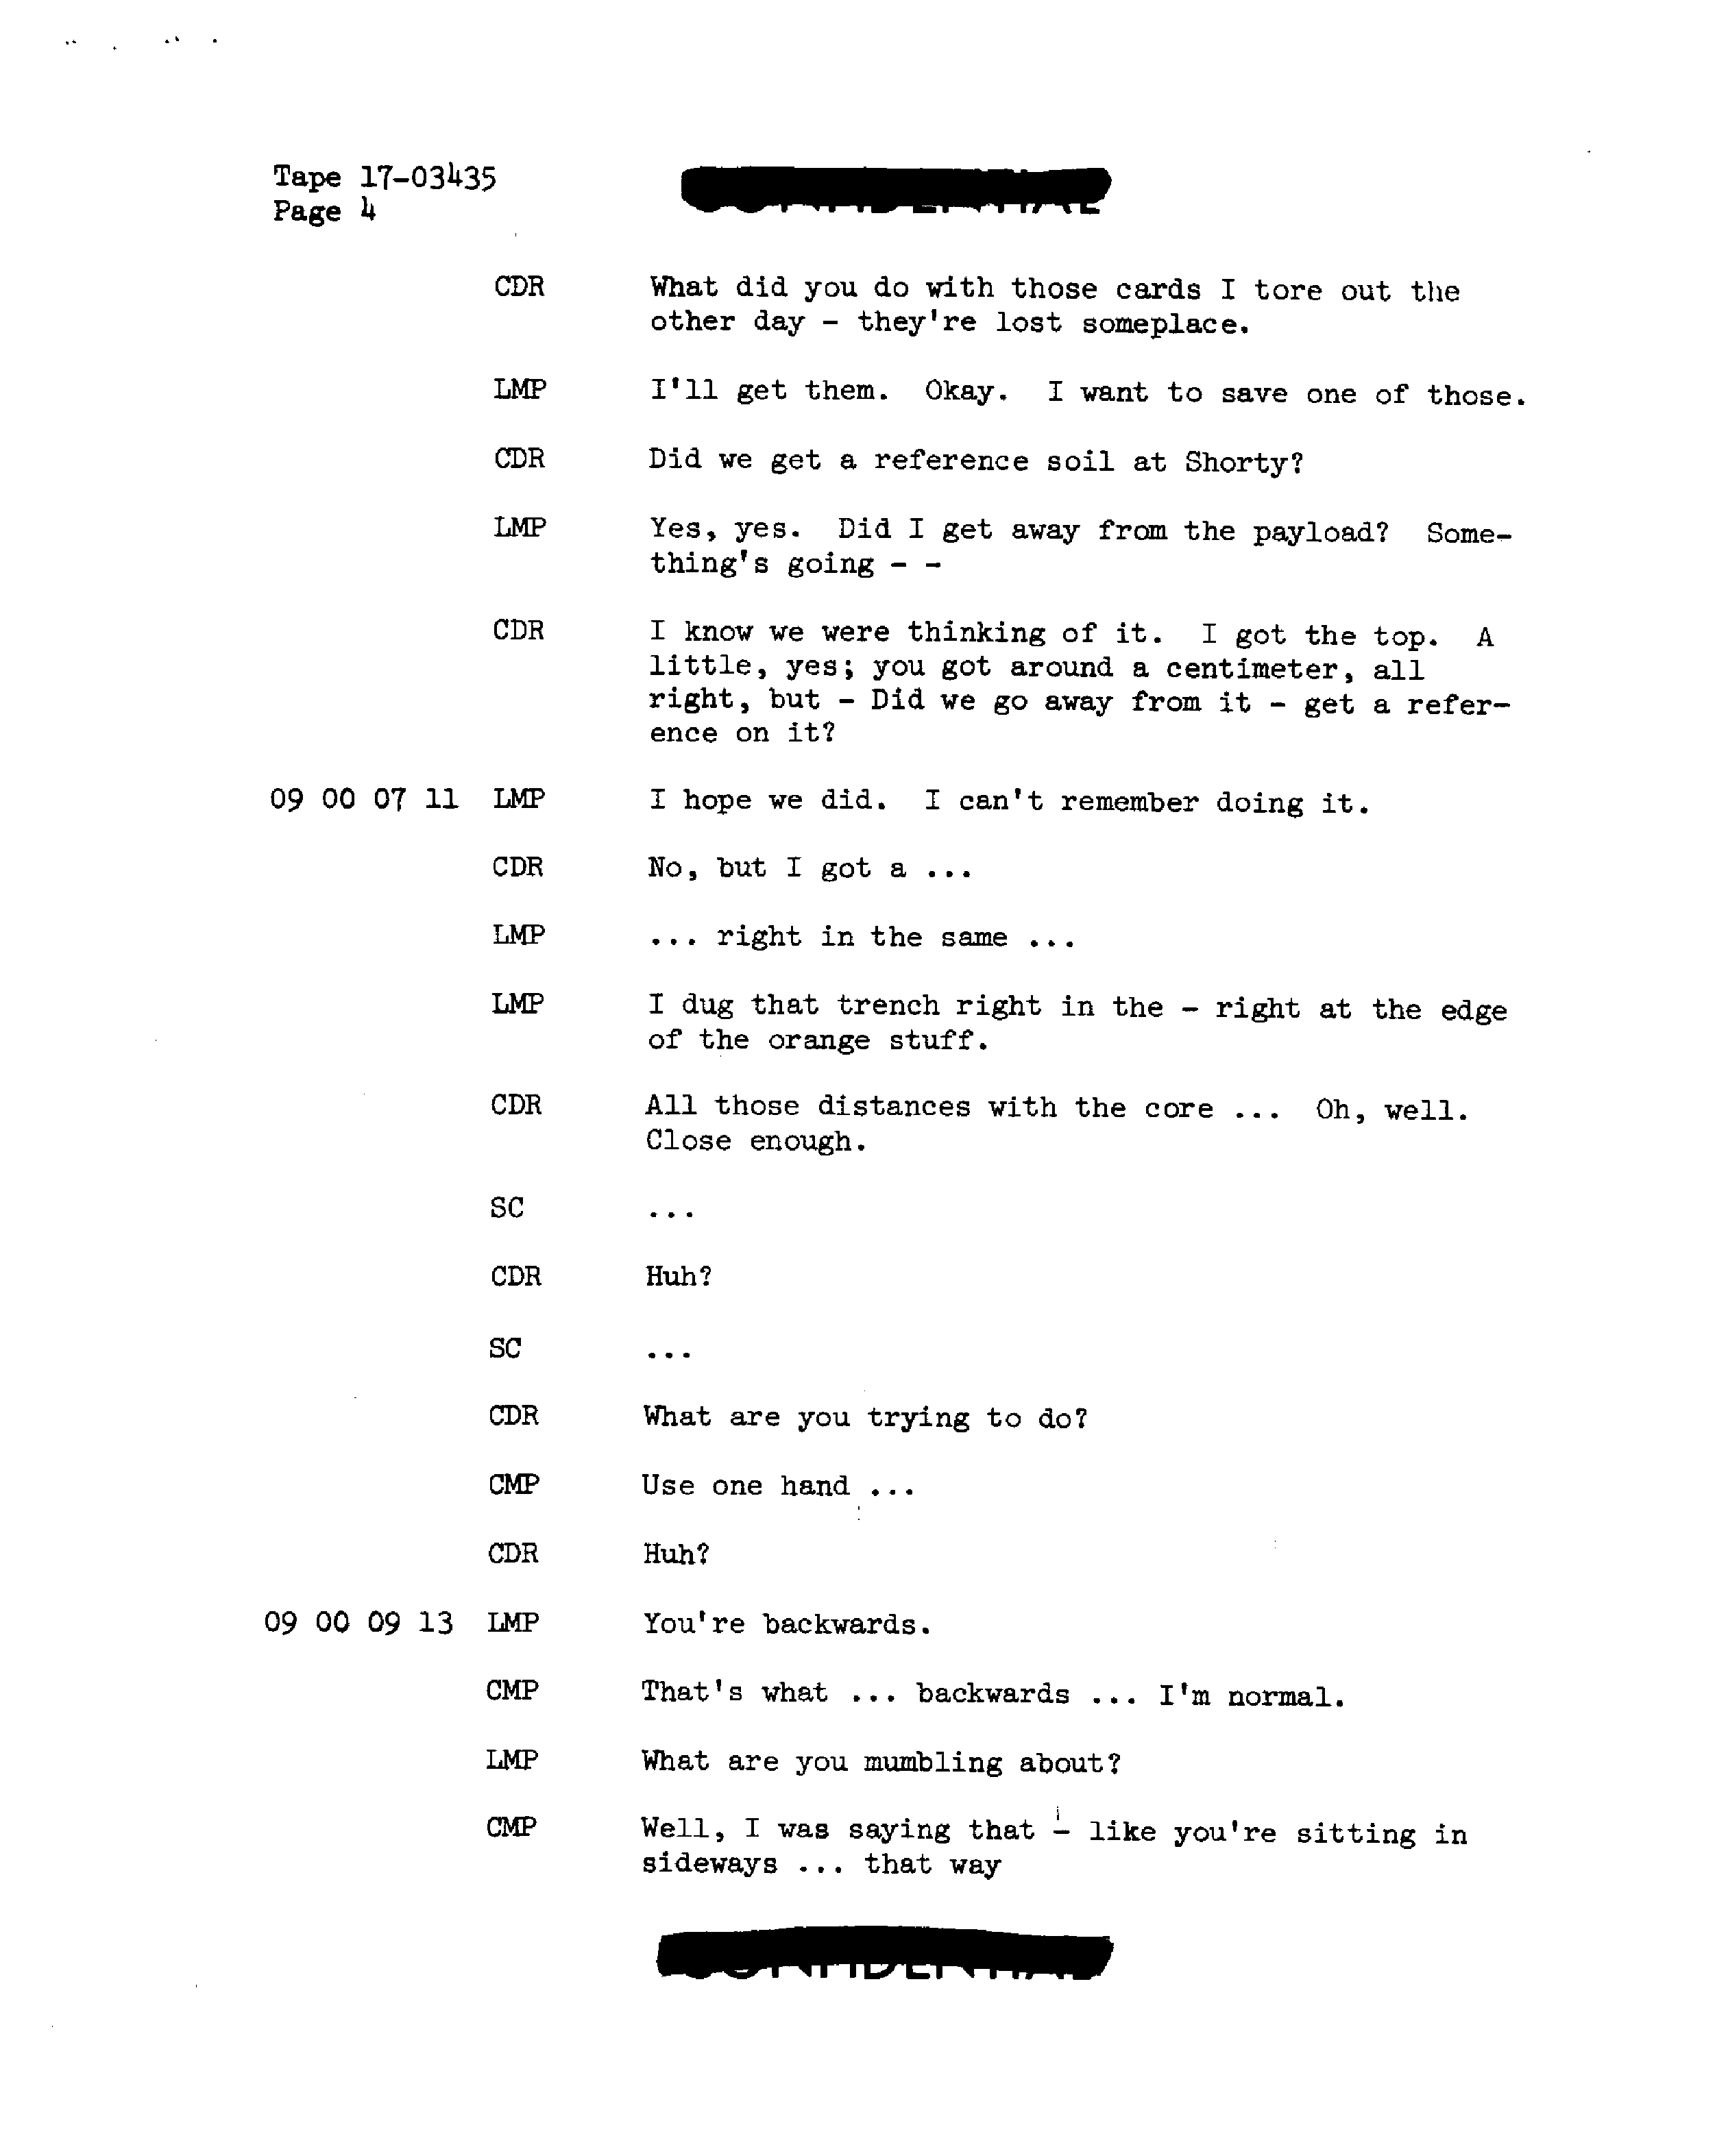 Tape 17-03435
Page 4
CDR What did you do with those cards I tore out the
other day - they're lost someplace.
LMP I'll get them. Okay. I want to save one of those.
CDR Did we get a reference soil at Shorty?
LMP Yes, yes. Did I get away from the payload? Some-
thing's going - -
CDR I know we were thinking of it. I got the top. A
little, yes; you got around a centimeter, all
right, but - Did we go away from it - get a refer-
ence on it?
09 00 07 11 LMP I hope we did. I can't remember doing it.
CDR No, but I got a ...
LMP ... right in the same ...
LMP I dug that trench right in the - right at the edge
of the orange stuff.
CDR All those distances with the core ... Oh, well.
Close enough.
SC ...
CDR Huh?
SC ...
CDR What are you trying to do?
CMP Use one hand ...
CDR Huh?
09 00 09 13 LMP You're backwards.
CMP That's what ... backwards ... I'm normal.
LMP What are you mumbling about?
CMP Well, I was saying that - like you're sitting in
sideways ... that way